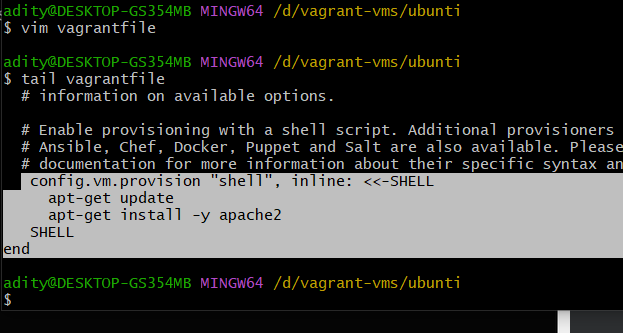 adity@DESKTOP-GS354MB MINGW64 /d/vagrant-vms/ubunti
$ vim vagrantfile
adity@DESKTOP-GS354MB MINGW64 /d/vagrant-vms/ubunti
$ tail vagrantfile
  # information on available options.
  # Enable provisioning with a shell script. Additional provisioners
  # Ansible, Chef, Docker, Puppet and Salt are also available. Please
  # documentation for more information about their specific syntax an
   config.vm.provision "shell", inline: <<-SHELL
     apt-get update
     apt-get install -y apache2
   SHELL
end
adity@DESKTOP-GS354MB MINGW64 /d/vagrant-vms/ubunti
$